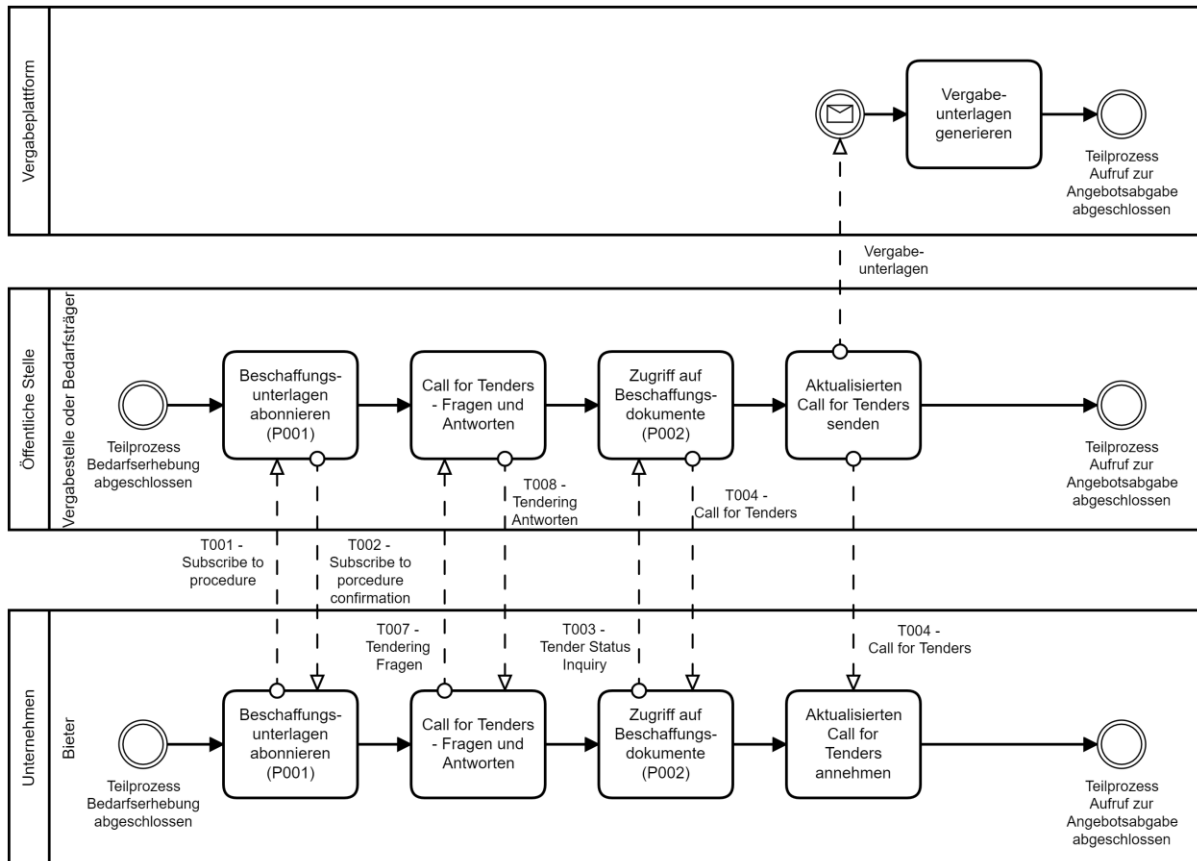 Vergabeplattform
Vergabe-
unterlagen
generieren
Teilprozess
Aufruf zur
Angebotsabgabe
abgeschlossen
Vergabe-
unterlagen
Öffentliche Stelle
Vergabestelle oder Bedarfsträger
Teilprozess
Bedarfserhebung
abgeschlossen
Beschaffungs-
unterlagen
abonnieren
(P001)
Call for Tenders
- Fragen und
Antworten
Zugriff auf
Beschaffungs-
dokumente
(P002)
Aktualisierten
Call for Tenders
senden
Teilprozess
Aufruf zur
Angebotsabgabe
abgeschlossen
T001 -
Subscribe to
procedure
T002 -
Subscribe to
porcedure
confirmation
T007 -
Tendering
Fragen
T008 -
Tendering
Antworten
T003 -
Tender Status
Inquiry
T004 -
Call for Tenders
T004 -
Call for Tenders
Unternehmen
Bieter
Teilprozess
Bedarfserhebung
abgeschlossen
Beschaffungs-
unterlagen
abonnieren
(P001)
Call for Tenders
- Fragen und
Antworten
Zugriff auf
Beschaffungs-
dokumente
(P002)
Aktualisierten
Call for
Tenders
annehmen
Teilprozess
Aufruf zur
Angebotsabgabe
abgeschlossen